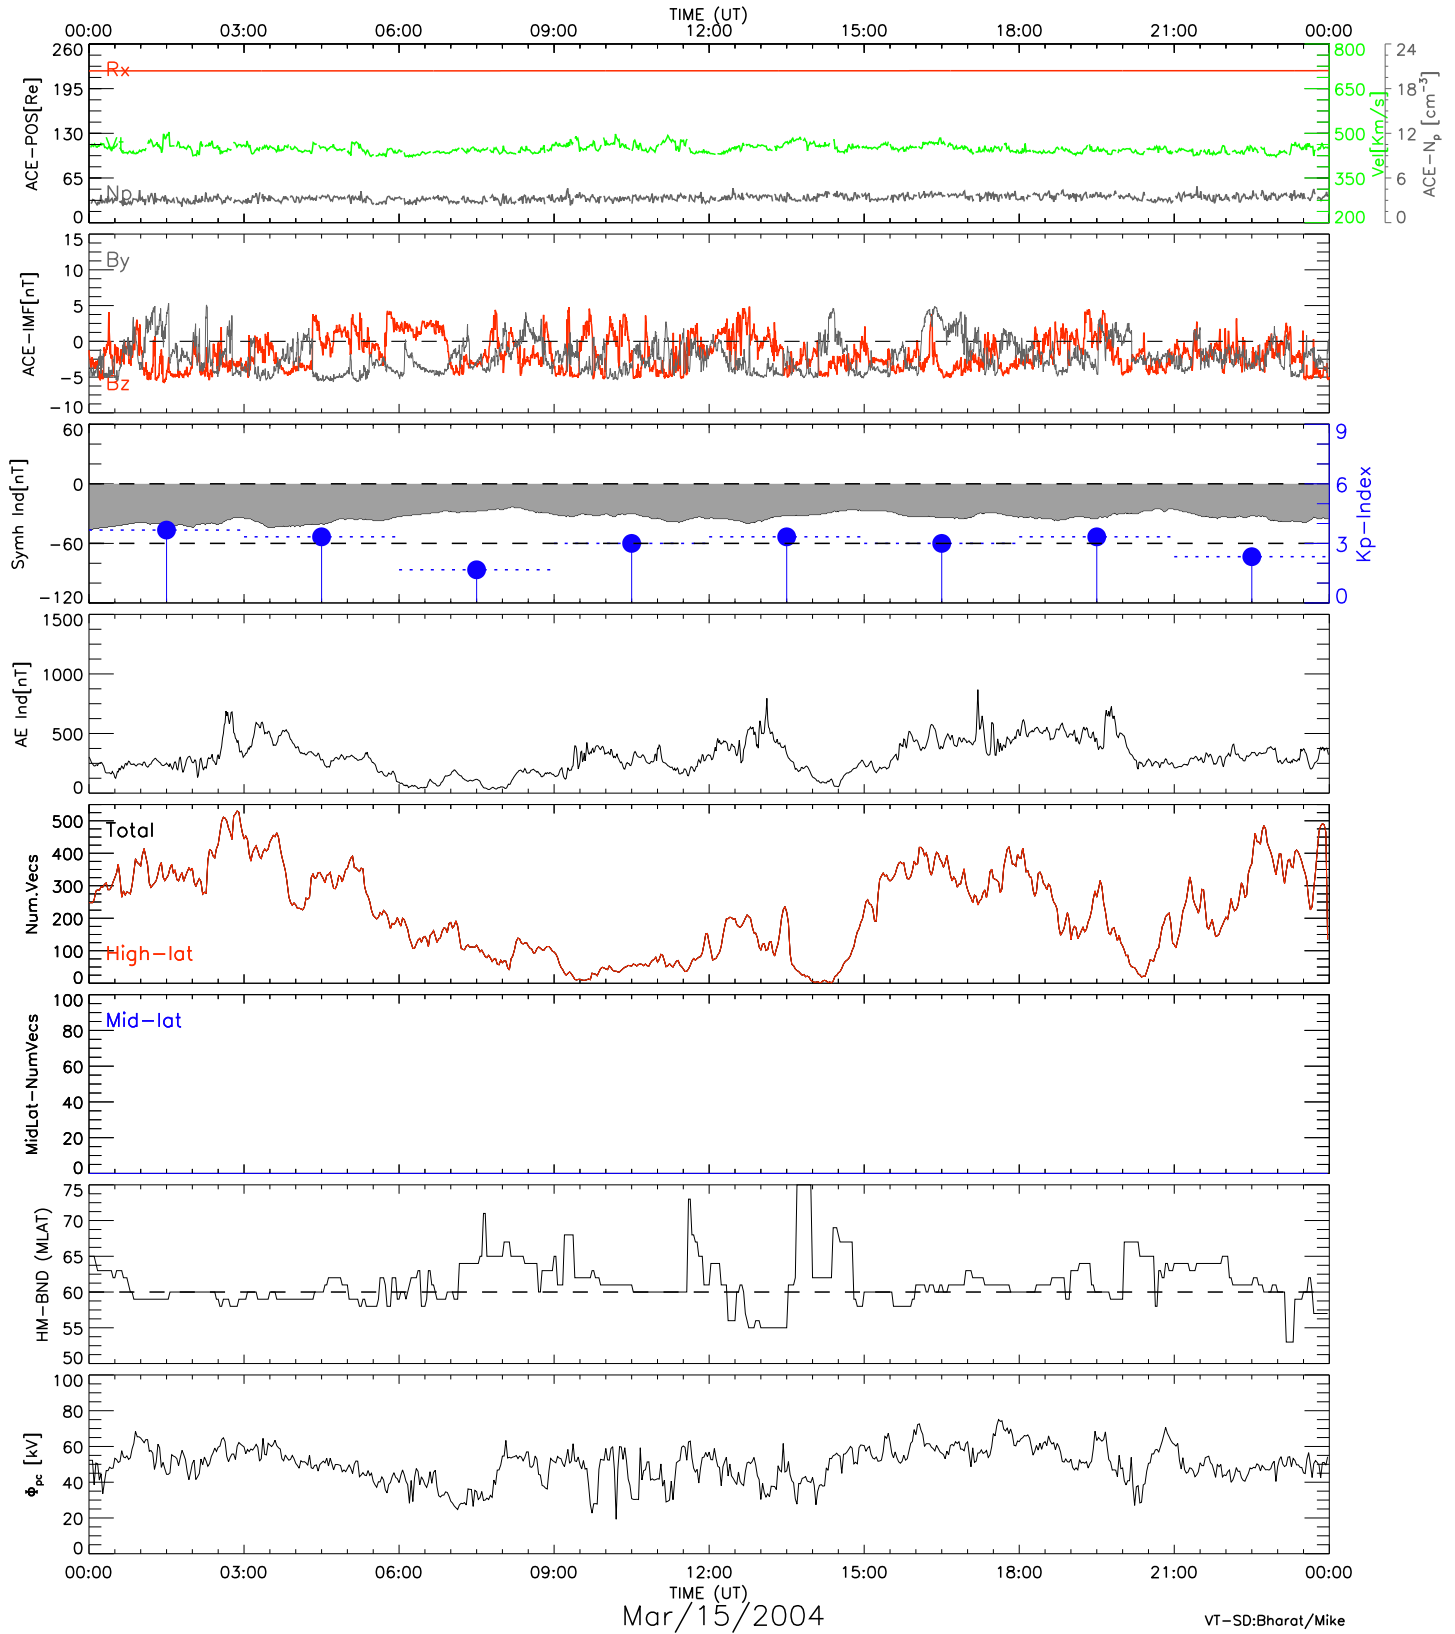 TIME (UT)
00:00 03:00 06:00 09:00 12:00 15:00 18:00 21:00 00:00
ACE-POS[Re]
260
195
130
65
0
Rx
Vt
Np
800
650
500
350
200
Vel[Km/s]
24
18
12
6
0
ACE-Np [cm-3]
ACE-IMF[nT]
15
10
5
0
-5
-10
By
Bz
Symh Ind[nT]
60
0
-60
-120
9
6
3
0
Kp-Index
AE Ind[nT]
1500
1000
500
0
Num.Vecs
500
400
300
200
100
0
Total
High-lat
MidLat-NumVecs
100
80
60
40
20
0
Mid-lat
HM-BND (MLAT)
75
70
65
60
55
50
Φpc [kV]
100
80
60
40
20
0
00:00 03:00 06:00 09:00 12:00 15:00 18:00 21:00 00:00
TIME (UT)
Mar/15/2004
VT-SD:Bharat/Mike